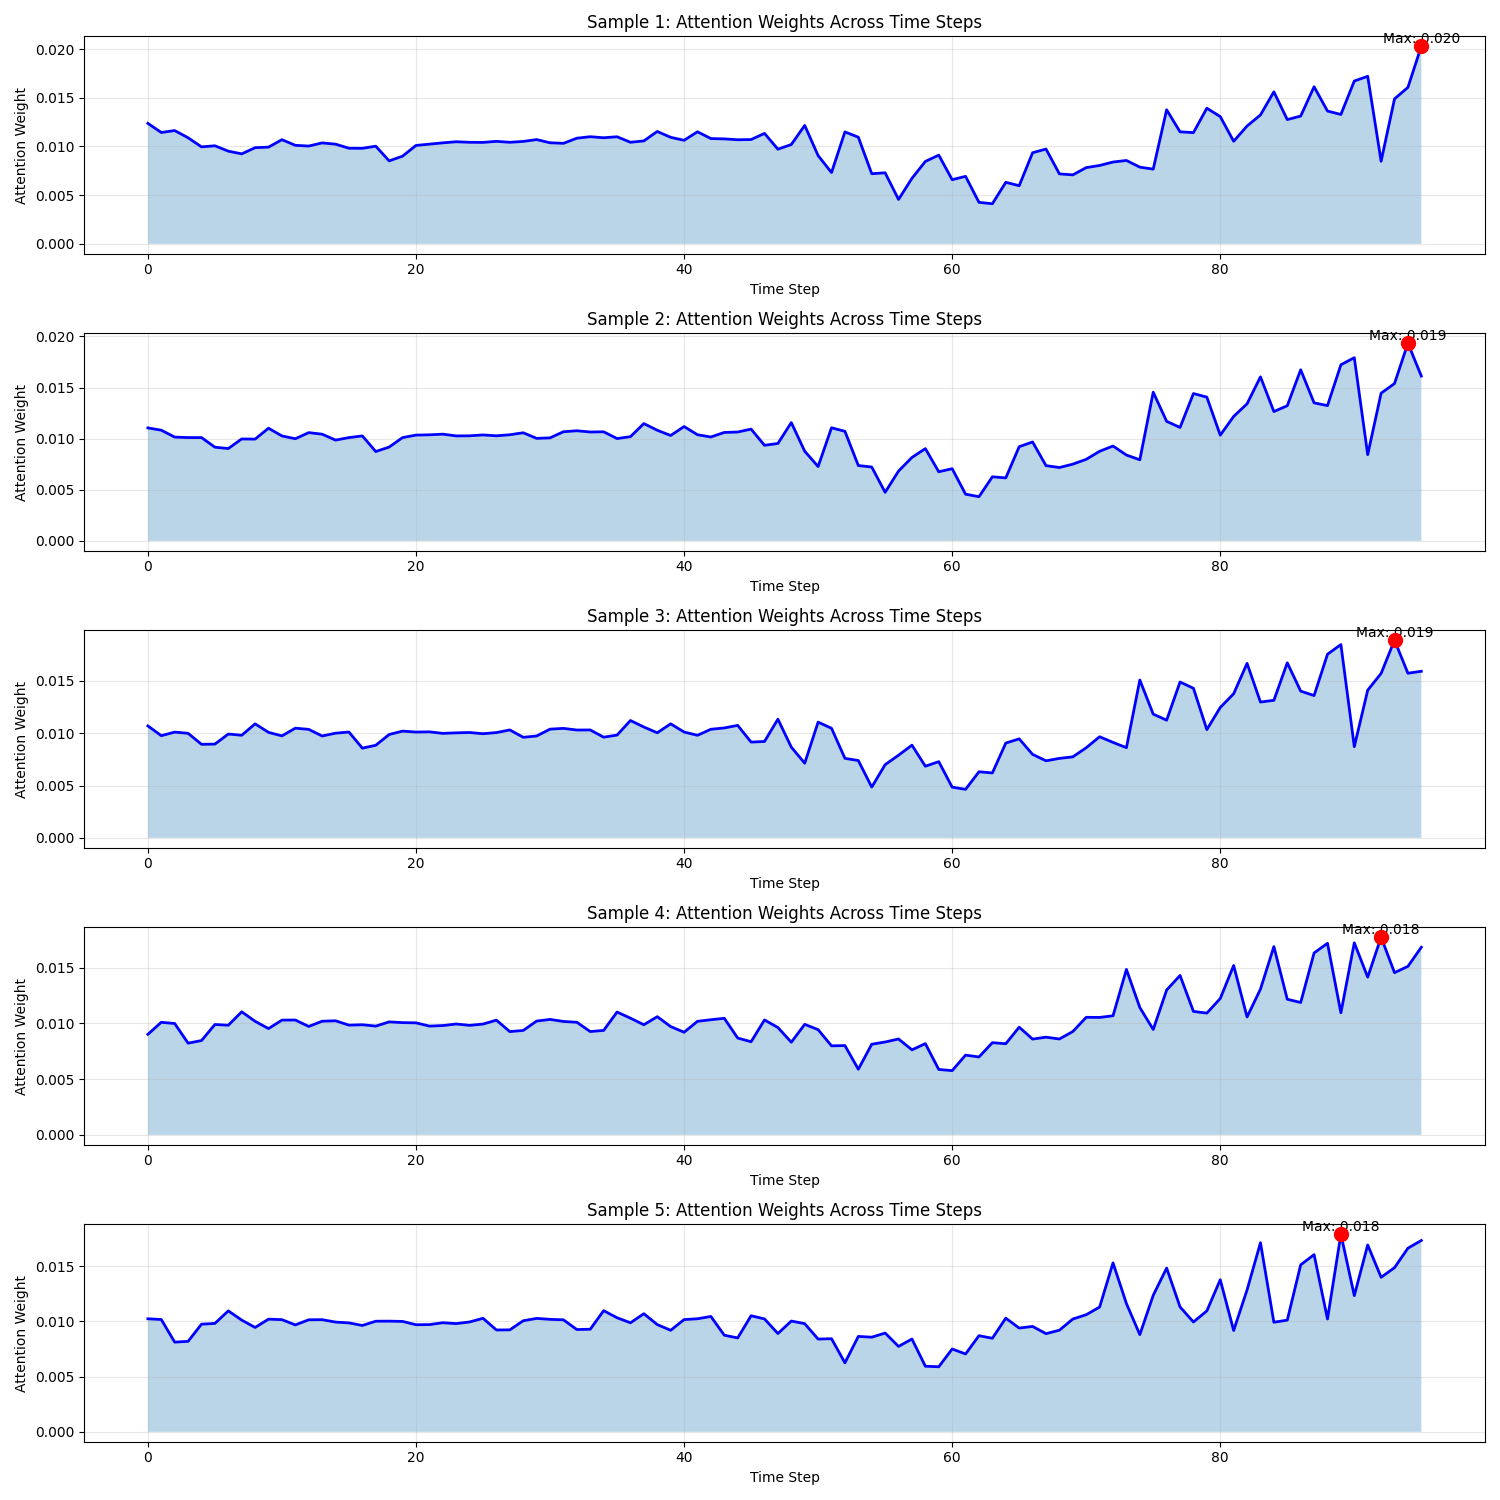 Sample 1: Attention Weights Across Time Steps
Max: 0.020
0.020
0.015
0.010
0.005
0.000
Attention Weight
0 20 40 60 80
Time Step
Sample 2: Attention Weights Across Time Steps
Max: 0.019
0.020
0.015
0.010
0.005
0.000
Attention Weight
0 20 40 60 80
Time Step
Sample 3: Attention Weights Across Time Steps
Max: 0.019
0.015
0.010
0.005
0.000
Attention Weight
0 20 40 60 80
Time Step
Sample 4: Attention Weights Across Time Steps
Max: 0.018
0.015
0.010
0.005
0.000
Attention Weight
0 20 40 60 80
Time Step
Sample 5: Attention Weights Across Time Steps
Max: 0.018
0.015
0.010
0.005
0.000
Attention Weight
0 20 40 60 80
Time Step